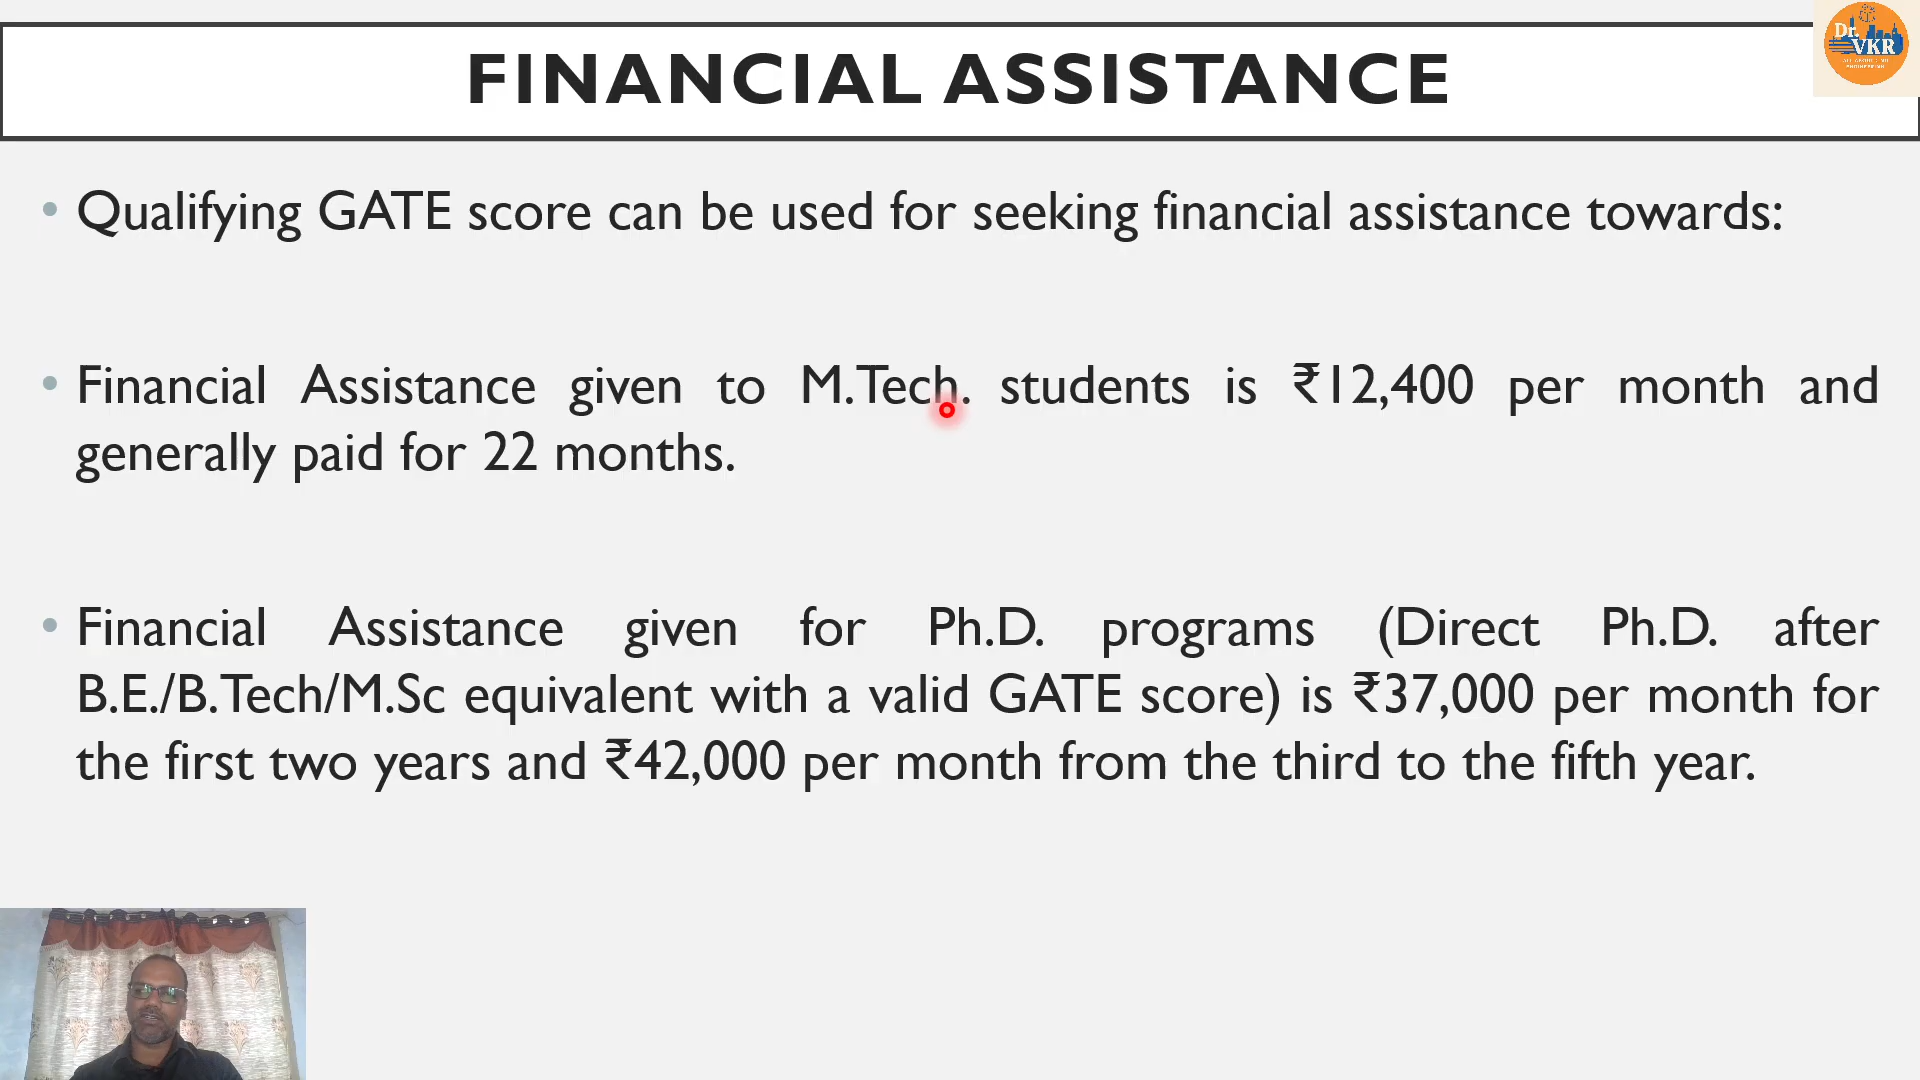 FINANCIAL ASSISTANCE
Dr.
VKR
• Qualifying GATE score can be used for seeking financial assistance towards:
• Financial Assistance given to M.Tech. students is ₹12,400 per month and
generally paid for 22 months.
• Financial Assistance given for Ph.D. programs (Direct Ph.D. after
B.E./B.Tech/M.Sc equivalent with a valid GATE score) is ₹37,000 per month for
the first two years and ₹42,000 per month from the third to the fifth year.